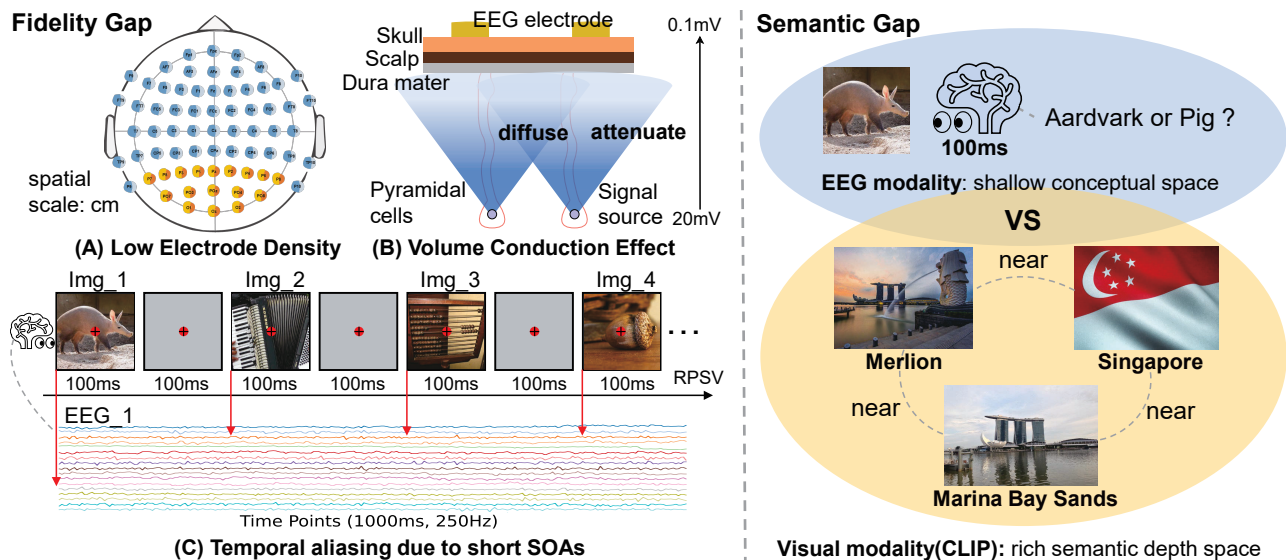 Fidelity Gap
spatial
scale: cm
(A) Low Electrode Density
EEG electrode
0.1mV
Skull
Scalp
Dura mater
diffuse
attenuate
Pyramidal
cells
Signal
source
20mV
(B) Volume Conduction Effect
Img_1
Img_2
Img_3
Img_4
...
100ms
100ms
100ms
100ms
100ms
100ms
100ms
RPSV
EEG_1
Time Points (1000ms, 250Hz)
(C) Temporal aliasing due to short SOAs
Semantic Gap
Aardvark or Pig ?
100ms
EEG modality: shallow conceptual space
VS
near
Merlion
Singapore
near
near
Marina Bay Sands
Visual modality(CLIP): rich semantic depth space